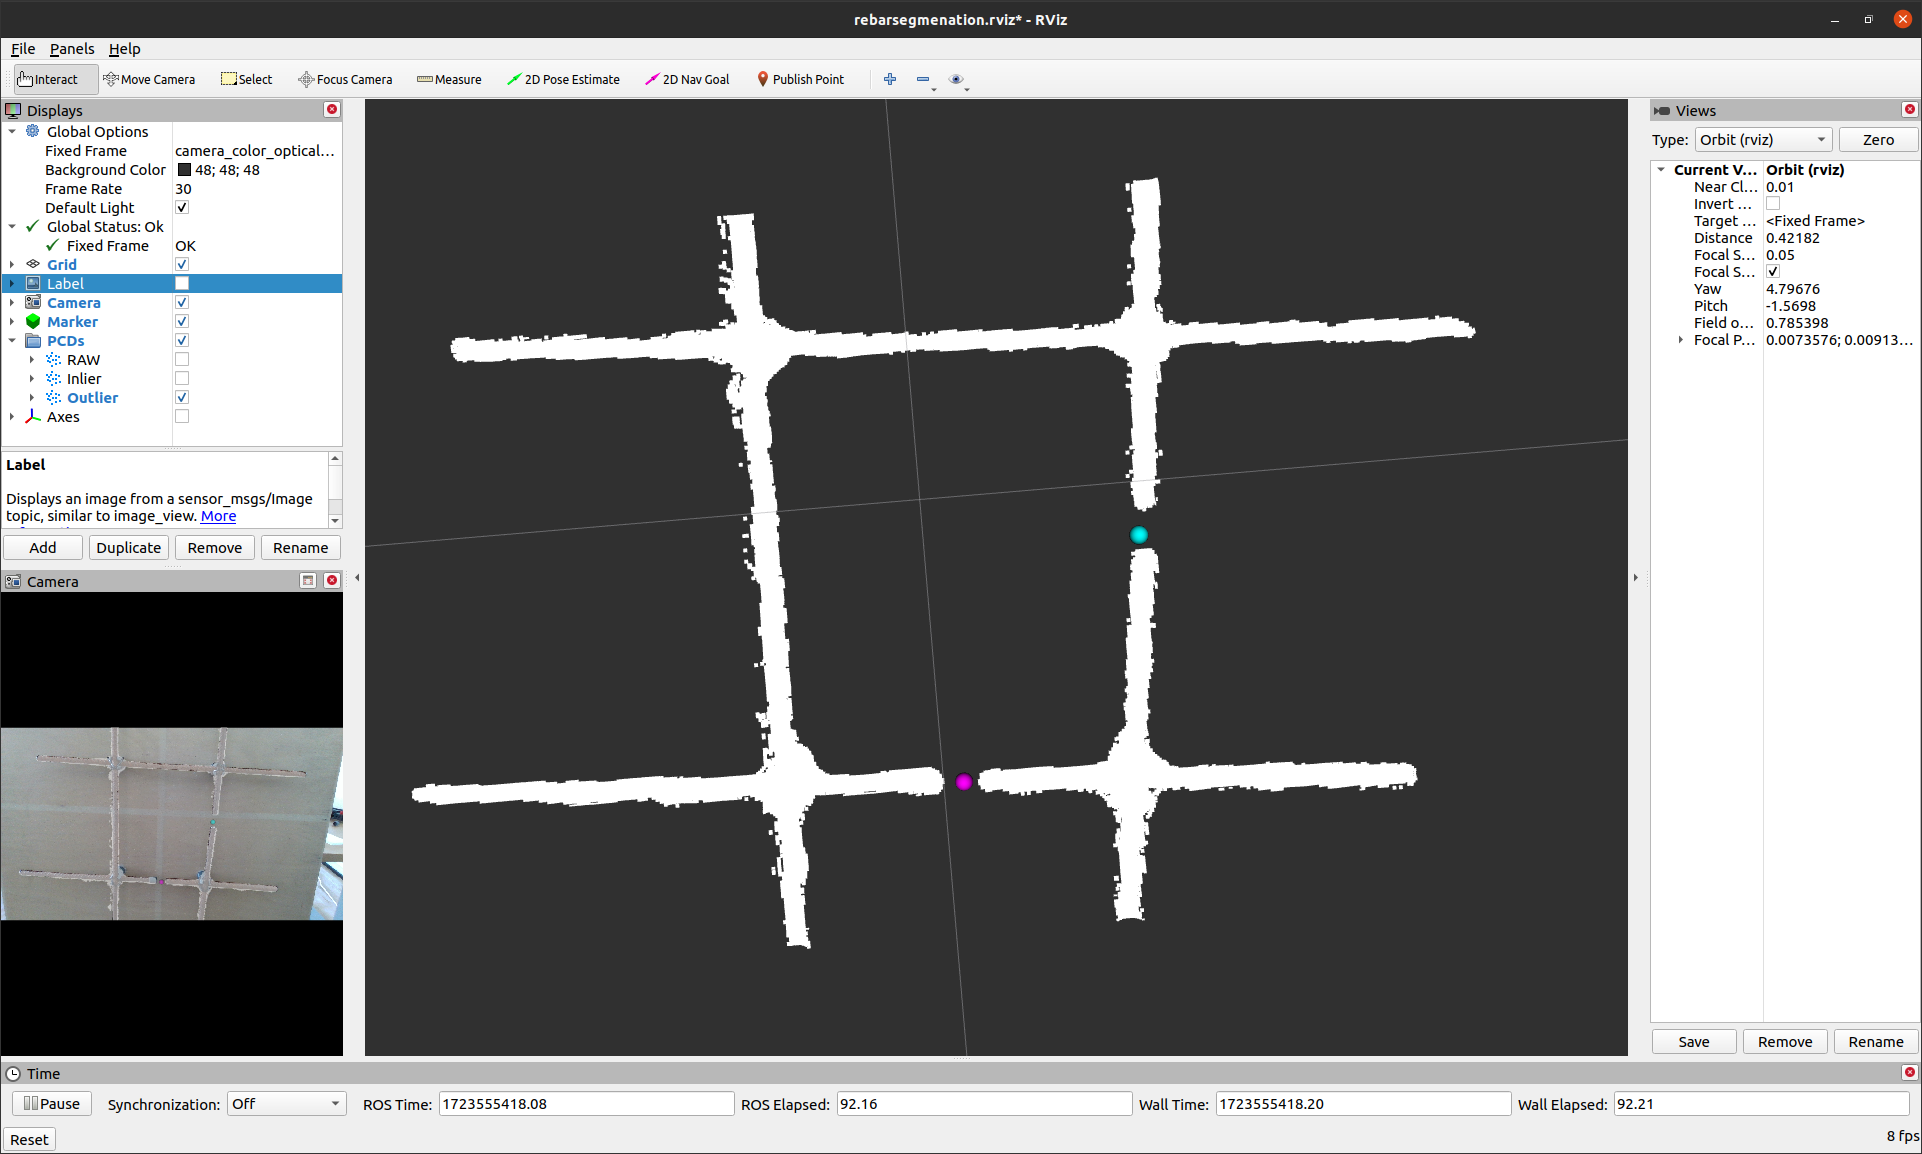 rebarsegmenation.rviz* - RViz
File Panels Help
Interact Move Camera Select Focus Camera Measure 2D Pose Estimate 2D Nav Goal Publish Point
Displays
Global Options
Fixed Frame camera_color_optical...
Background Color 48; 48; 48
Frame Rate 30
Default Light
Global Status: Ok
Fixed Frame OK
Grid
Label
Camera
Marker
PCDs
RAW
Inlier
Outlier
Axes
Label
Displays an image from a sensor_msgs/Image
topic, similar to image_view. More
Add Duplicate Remove Rename
Camera
Views
Type: Orbit (rviz) Zero
Current V... Orbit (rviz)
Near Cl... 0.01
Invert ...
Target ... <Fixed Frame>
Distance 0.42182
Focal S... 0.05
Focal S...
Yaw 4.79676
Pitch -1.5698
Field o... 0.785398
Focal P... 0.0073576; 0.00913...
Save Remove Rename
Time
Pause Synchronization: Off ROS Time: 1723555418.08 ROS Elapsed: 92.16 Wall Time: 1723555418.20 Wall Elapsed: 92.21
Reset 8 fps